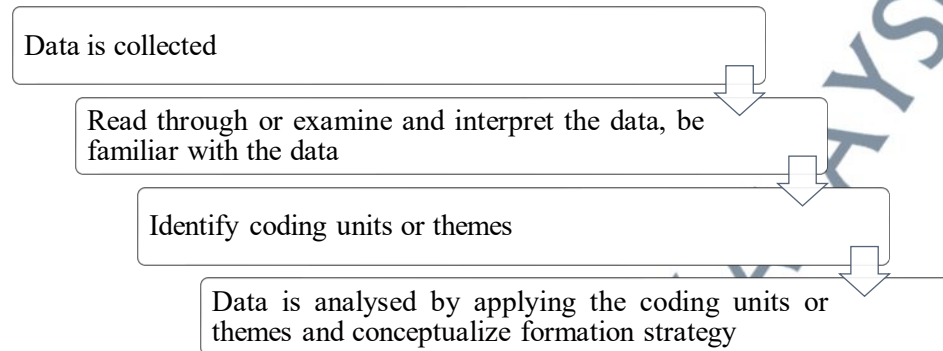 Data is collected
Read through or examine and interpret the data, be
familiar with the data
Identify coding units or themes
Data is analysed by applying the coding units or
themes and conceptualize formation strategy